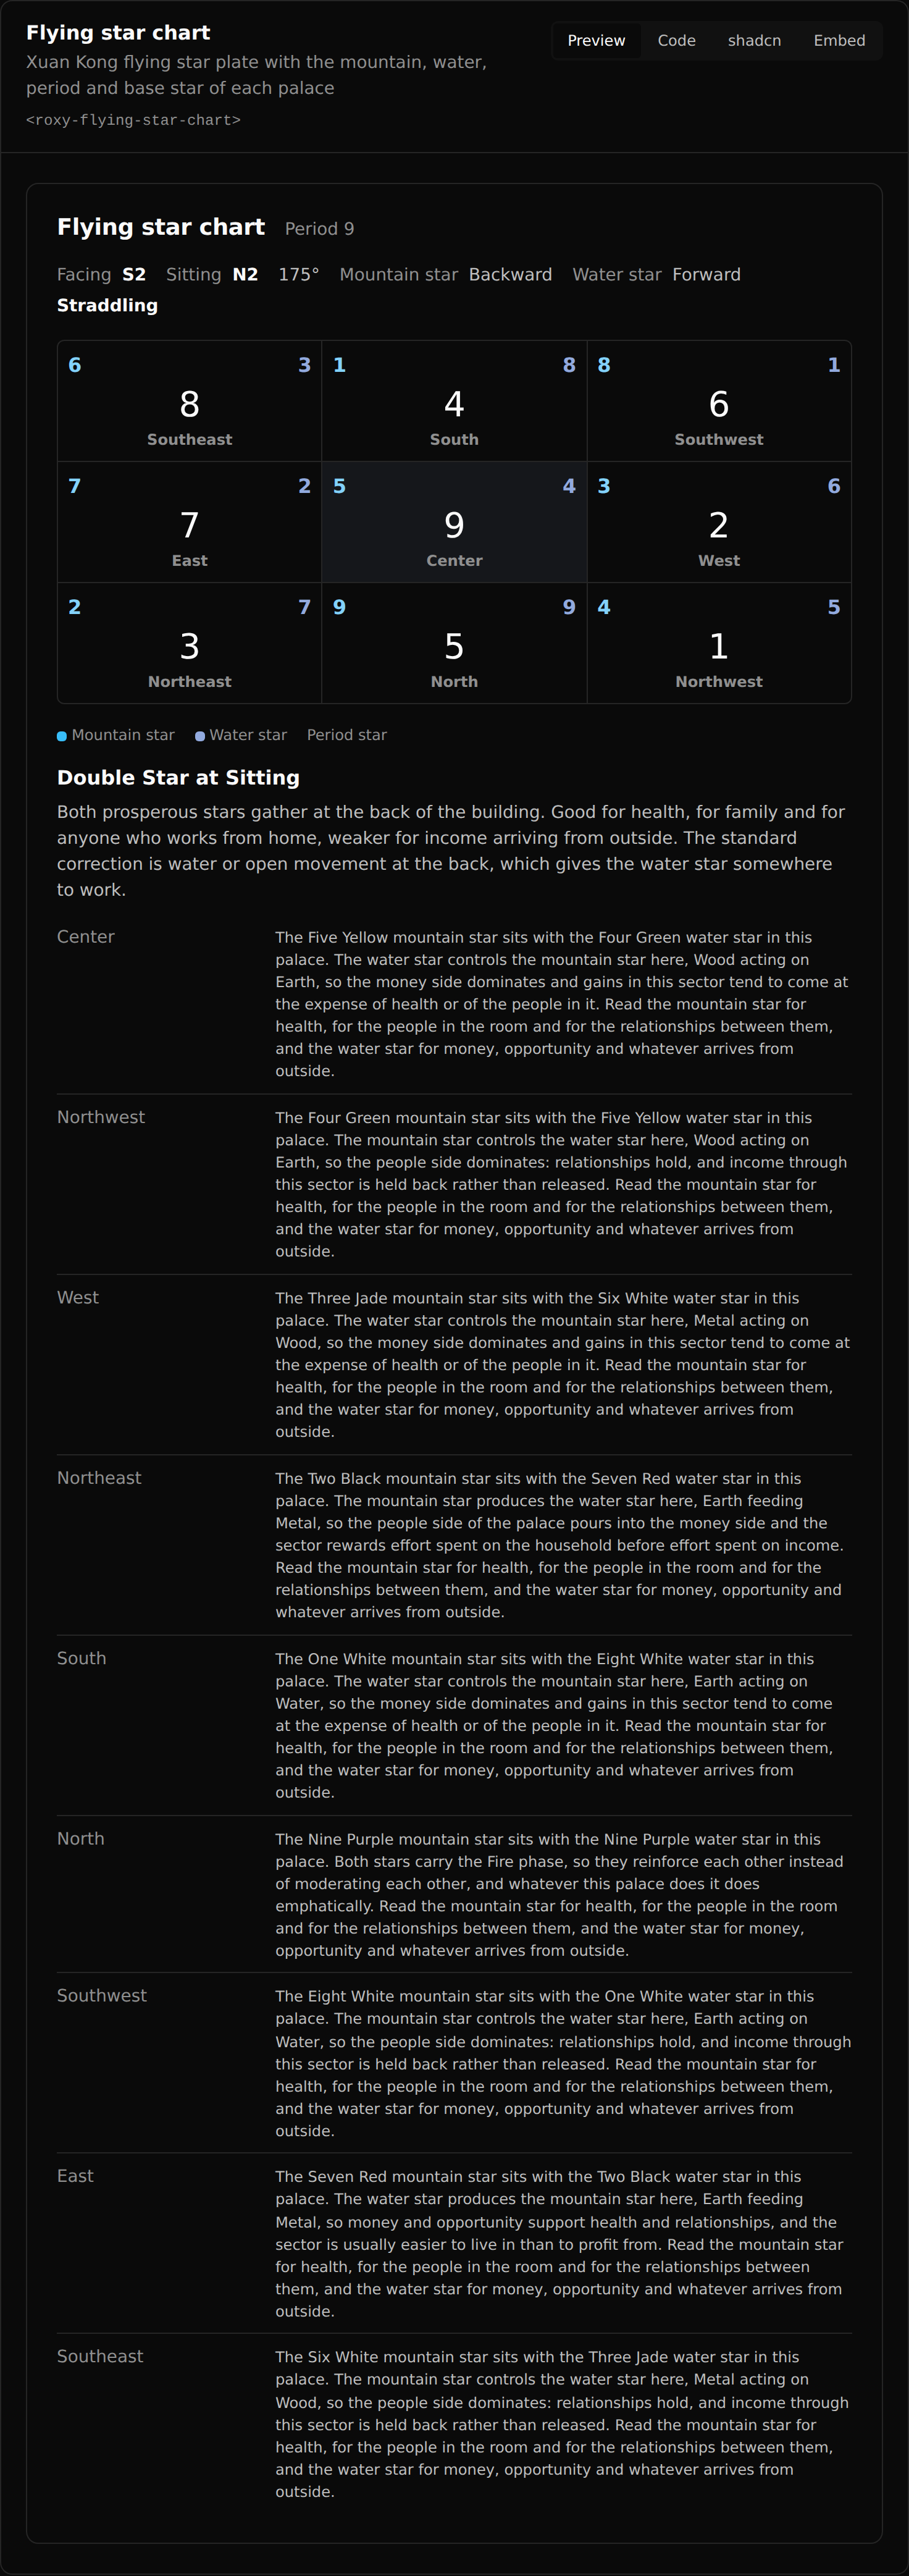 Flying star chart
Xuan Kong flying star plate with the mountain, water,
period and base star of each palace
<roxy-flying-star-chart>
Preview Code shadcn Embed
Flying star chart Period 9
Facing S2 Sitting N2 175° Mountain star Backward Water star Forward
Straddling
6 3 1 8 8 1
8 4 6
Southeast South Southwest
7 2 5 4 3 6
7 9 2
East Center West
2 7 9 9 4 5
3 5 1
Northeast North Northwest
Mountain star Water star Period star
Double Star at Sitting
Both prosperous stars gather at the back of the building. Good for health, for family and for
anyone who works from home, weaker for income arriving from outside. The standard
correction is water or open movement at the back, which gives the water star somewhere
to work.
Center
The Five Yellow mountain star sits with the Four Green water star in this
palace. The water star controls the mountain star here, Wood acting on
Earth, so the money side dominates and gains in this sector tend to come at
the expense of health or of the people in it. Read the mountain star for
health, for the people in the room and for the relationships between them,
and the water star for money, opportunity and whatever arrives from
outside.
Northwest
The Four Green mountain star sits with the Five Yellow water star in this
palace. The mountain star controls the water star here, Wood acting on
Earth, so the people side dominates: relationships hold, and income through
this sector is held back rather than released. Read the mountain star for
health, for the people in the room and for the relationships between them,
and the water star for money, opportunity and whatever arrives from
outside.
West
The Three Jade mountain star sits with the Six White water star in this
palace. The water star controls the mountain star here, Metal acting on
Wood, so the money side dominates and gains in this sector tend to come at
the expense of health or of the people in it. Read the mountain star for
health, for the people in the room and for the relationships between them,
and the water star for money, opportunity and whatever arrives from
outside.
Northeast
The Two Black mountain star sits with the Seven Red water star in this
palace. The mountain star produces the water star here, Earth feeding
Metal, so the people side of the palace pours into the money side and the
sector rewards effort spent on the household before effort spent on income.
Read the mountain star for health, for the people in the room and for the
relationships between them, and the water star for money, opportunity and
whatever arrives from outside.
South
The One White mountain star sits with the Eight White water star in this
palace. The water star controls the mountain star here, Earth acting on
Water, so the money side dominates and gains in this sector tend to come
at the expense of health or of the people in it. Read the mountain star for
health, for the people in the room and for the relationships between them,
and the water star for money, opportunity and whatever arrives from
outside.
North
The Nine Purple mountain star sits with the Nine Purple water star in this
palace. Both stars carry the Fire phase, so they reinforce each other instead
of moderating each other, and whatever this palace does it does
emphatically. Read the mountain star for health, for the people in the room
and for the relationships between them, and the water star for money,
opportunity and whatever arrives from outside.
Southwest
The Eight White mountain star sits with the One White water star in this
palace. The mountain star controls the water star here, Earth acting on
Water, so the people side dominates: relationships hold, and income through
this sector is held back rather than released. Read the mountain star for
health, for the people in the room and for the relationships between them,
and the water star for money, opportunity and whatever arrives from
outside.
East
The Seven Red mountain star sits with the Two Black water star in this
palace. The water star produces the mountain star here, Earth feeding
Metal, so money and opportunity support health and relationships, and the
sector is usually easier to live in than to profit from. Read the mountain star
for health, for the people in the room and for the relationships between
them, and the water star for money, opportunity and whatever arrives from
outside.
Southeast
The Six White mountain star sits with the Three Jade water star in this
palace. The mountain star controls the water star here, Metal acting on
Wood, so the people side dominates: relationships hold, and income through
this sector is held back rather than released. Read the mountain star for
health, for the people in the room and for the relationships between them,
and the water star for money, opportunity and whatever arrives from
outside.